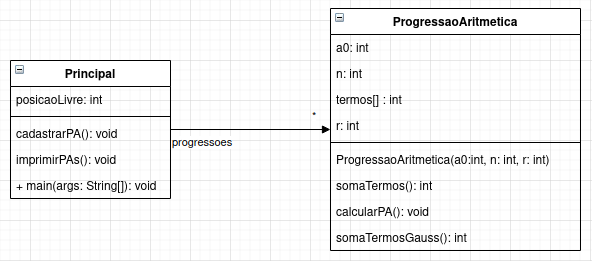 Principal
posicaoLivre: int
cadastrarPA(): void
imprimirPAs(): void
+ main(args: String[]): void
*
progressoes
ProgressaoAritmetica
a0: int
n: int
termos[] : int
r: int
ProgressaoAritmetica(a0:int, n: int, r: int)
somaTermos(): int
calcularPA(): void
somaTermosGauss(): int